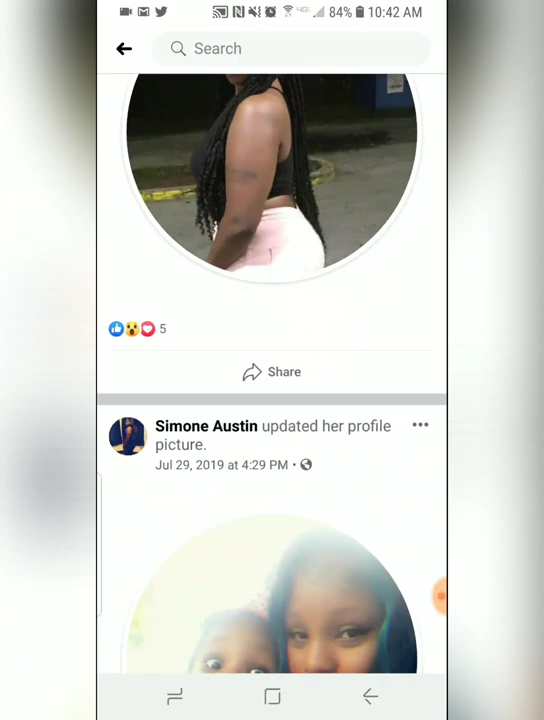 84% 10:42 AM
Search
5
Share
Simone Austin updated her profile
picture.
Jul 29, 2019 at 4:29 PM •